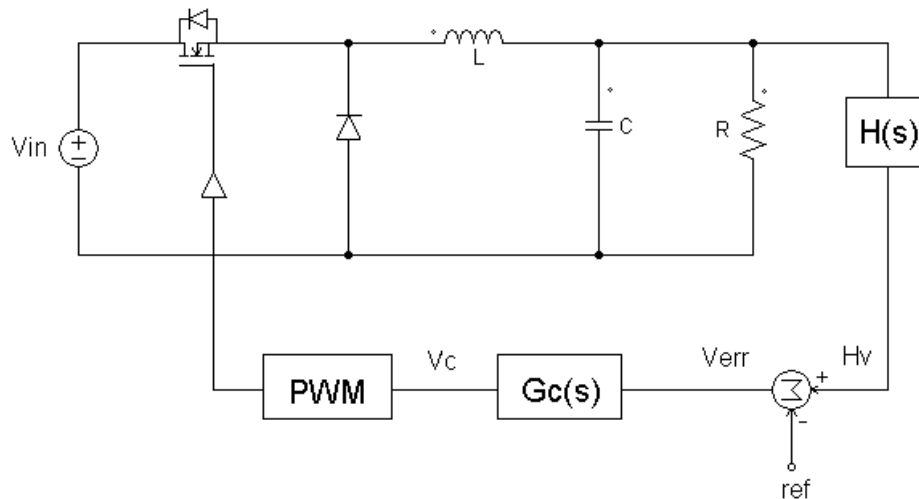 L
Vin
C
R
H(s)
Vc
Verr
Hv
PWM
Gc(s)
Σ
+
-
ref